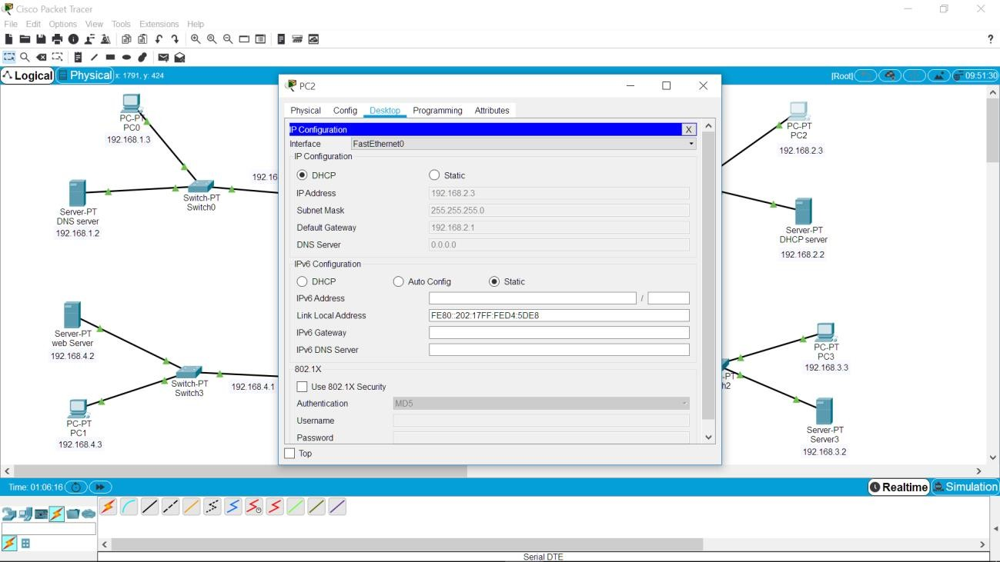 Cisco Packet Tracer
File Edit Options View Tools Extensions Help
?
Logical Physical x: 1791, y: 424
[Root] 09:51:30
PC-PT
PC0
192.168.1.3
192.16
Server-PT
DNS server
192.168.1.2
Switch-PT
Switch0
Server-PT
web Server
192.168.4.2
Switch-PT
Switch3
192.168.4.1
PC-PT
PC1
192.168.4.3
PC2
Physical Config Desktop Programming Attributes
IP Configuration X
Interface FastEthernet0
IP Configuration
DHCP Static
IP Address 192.168.2.3
Subnet Mask 255.255.255.0
Default Gateway 192.168.2.1
DNS Server 0.0.0.0
IPv6 Configuration
DHCP Auto Config Static
IPv6 Address /
Link Local Address FE80::202:17FF:FED4:5DE8
IPv6 Gateway
IPv6 DNS Server
802.1X
Use 802.1X Security
Authentication MD5
Username
Password
Top
PC-PT
PC2
192.168.2.3
Server-PT
DHCP server
192.168.2.2
PC-PT
PC3
192.168.3.3
-PT
h2
Server-PT
Server3
192.168.3.2
Time: 01:06:16
Realtime Simulation
Serial DTE